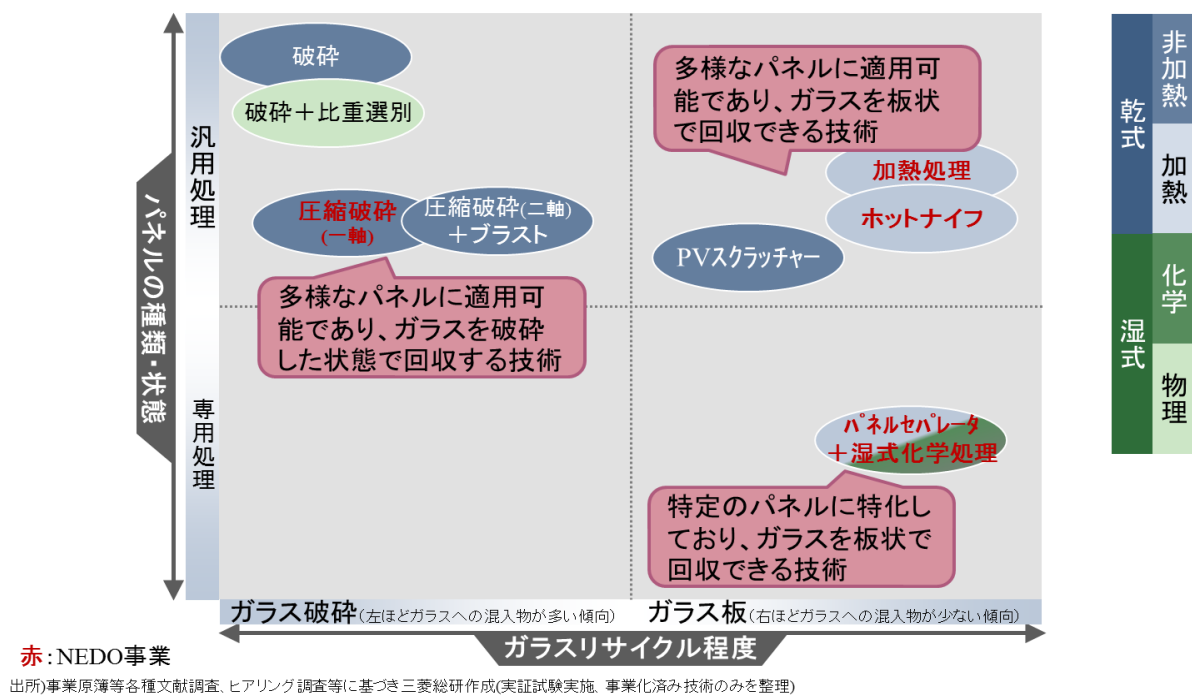 破砕
破砕＋比重選別
圧縮破砕
(一軸)
圧縮破砕(二軸)
＋ブラスト
多様なパネルに適用可
能であり、ガラスを破砕
した状態で回収する技術
多様なパネルに適用可
能であり、ガラスを板状
で回収できる技術
加熱処理
ホットナイフ
PVスクラッチャー
パネルセパレータ
＋湿式化学処理
特定のパネルに特化し
ており、ガラスを板状で
回収できる技術
パネルの種類・状態
汎用処理
専用処理
ガラス破砕(左ほどガラスへの混入物が多い傾向)
ガラス板(右ほどガラスへの混入物が少ない傾向)
ガラスリサイクル程度
乾式
非加熱
加熱
湿式
化学
物理
赤：NEDO事業
出所)事業原簿等各種文献調査、ヒアリング調査等に基づき三菱総研作成(実証試験実施、事業化済み技術のみを整理)